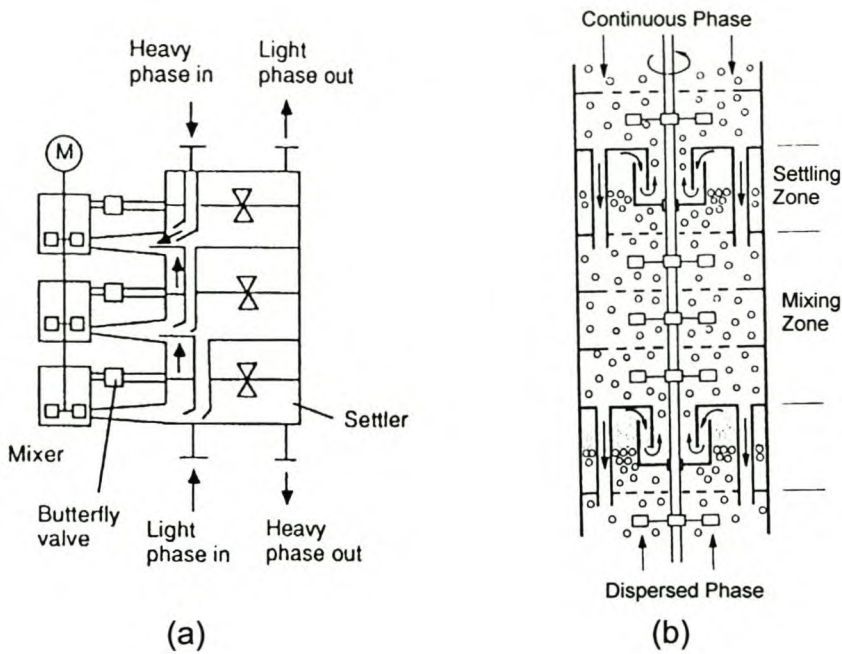 Heavy
phase in
Light
phase out
M
Settler
Mixer
Butterfly
valve
Light
phase in
Heavy
phase out
(a)
Continuous Phase
Settling
Zone
Mixing
Zone
Dispersed Phase
(b)